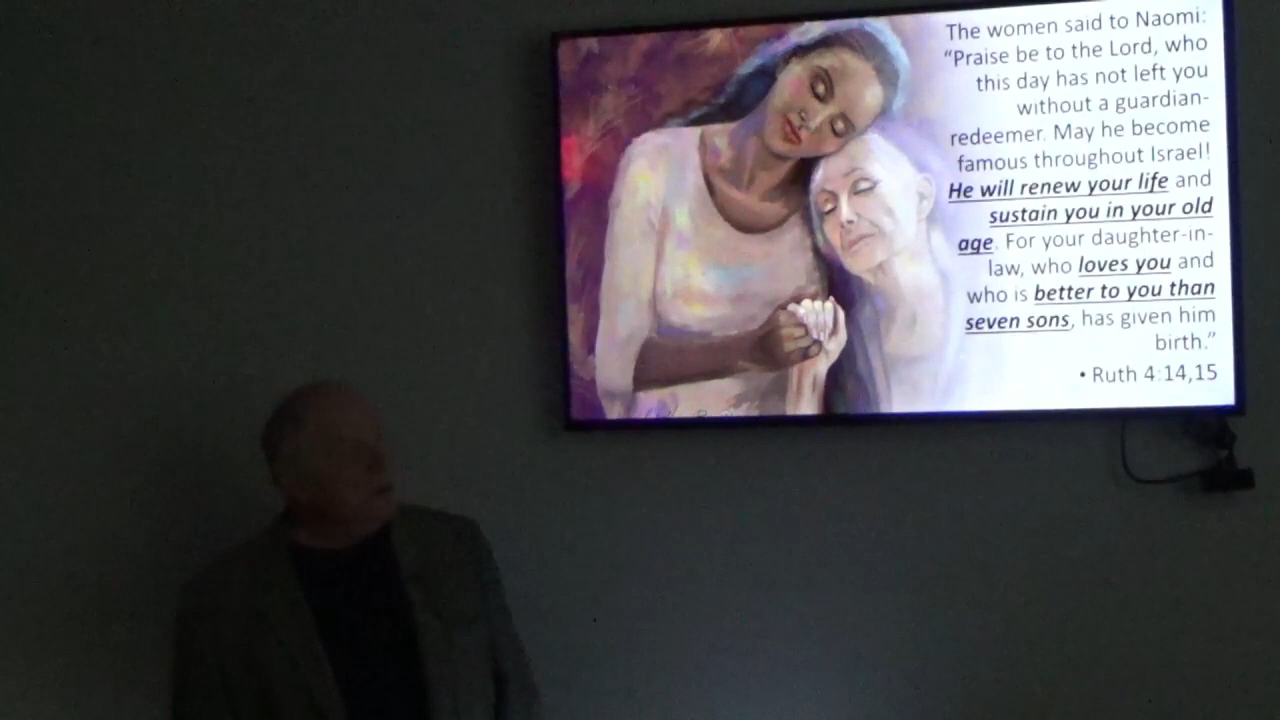 The women said to Naomi:
“Praise be to the Lord, who
this day has not left you
without a guardian-
redeemer. May he become
famous throughout Israel!
He will renew your life and
sustain you in your old
age. For your daughter-in-
law, who loves you and
who is better to you than
seven sons, has given him
birth.”
• Ruth 4:14,15